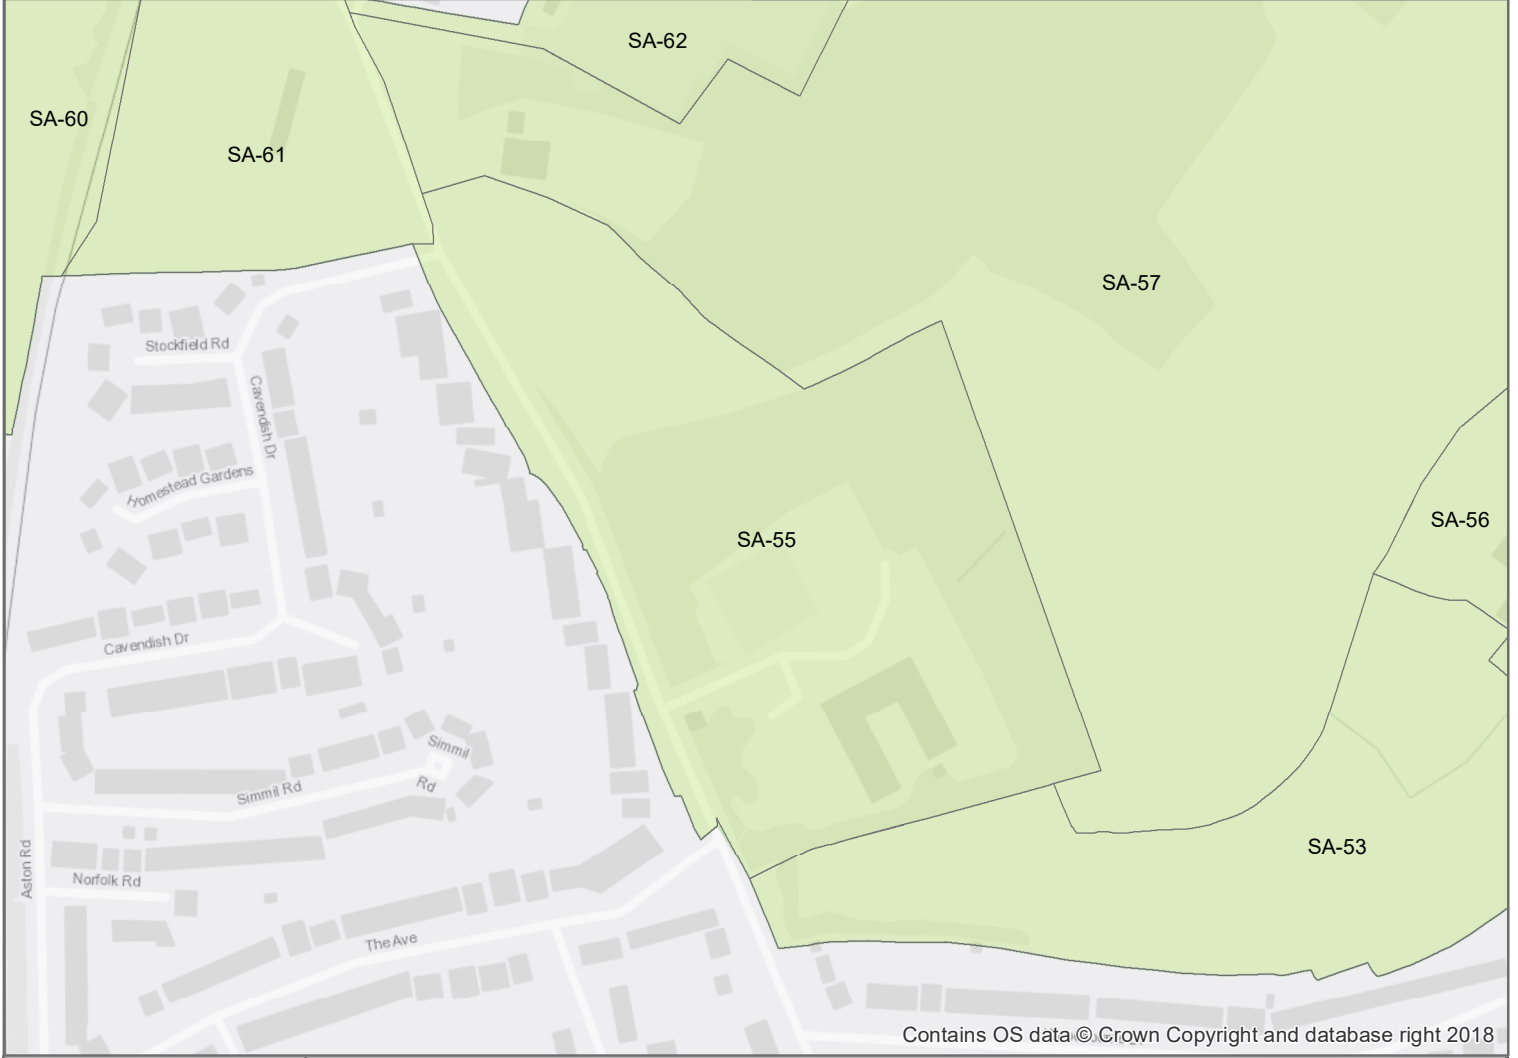 SA-62
SA-60
SA-61
SA-57
Stockfield Rd
Cavendish Dr
Homestead Gardens
SA-56
SA-55
Cavendish Dr
Simmil
Rd
Simmil Rd
SA-53
Aston Rd
Norfolk Rd
The Ave
Contains OS data © Crown Copyright and database right 2018